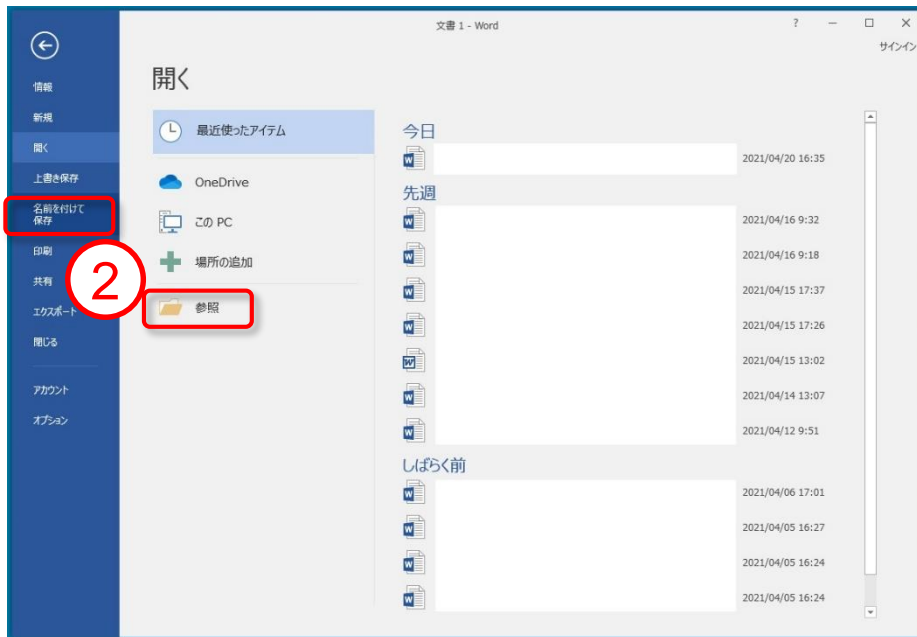 文書 1 - Word
?
サインイン
情報
新規
開く
上書き保存
名前を付けて
保存
印刷
共有
エクスポート
閉じる
アカウント
オプション
②
開く
最近使ったアイテム
OneDrive
この PC
場所の追加
参照
今日
2021/04/20 16:35
先週
2021/04/16 9:32
2021/04/16 9:18
2021/04/15 17:37
2021/04/15 17:26
2021/04/15 13:02
2021/04/14 13:07
2021/04/12 9:51
しばらく前
2021/04/06 17:01
2021/04/05 16:27
2021/04/05 16:24
2021/04/05 16:24